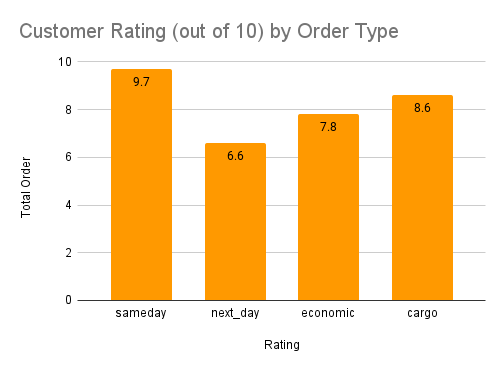 Customer Rating (out of 10) by Order Type
Total Order
10
8
6
4
2
0
9.7
6.6
7.8
8.6
sameday
next_day
economic
cargo
Rating